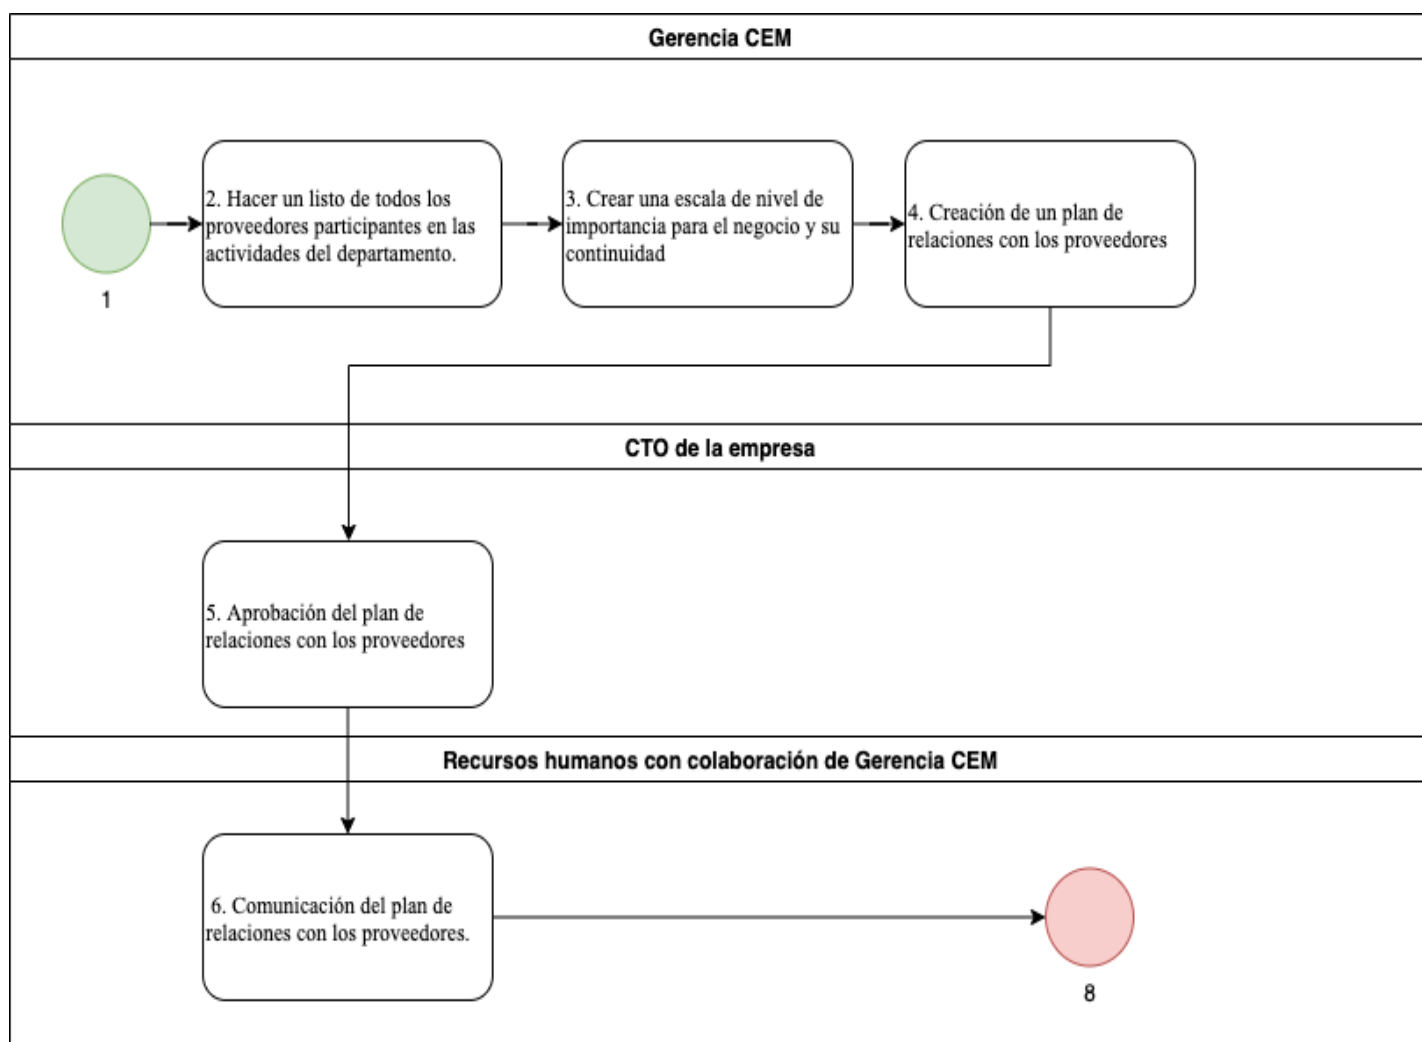 Gerencia CEM
2. Hacer un listo de todos los
proveedores participantes en las
actividades del departamento.
3. Crear una escala de nivel de
importancia para el negocio y su
continuidad
4. Creación de un plan de
relaciones con los proveedores
1
CTO de la empresa
5. Aprobación del plan de
relaciones con los proveedores
Recursos humanos con colaboración de Gerencia CEM
6. Comunicación del plan de
relaciones con los proveedores.
8